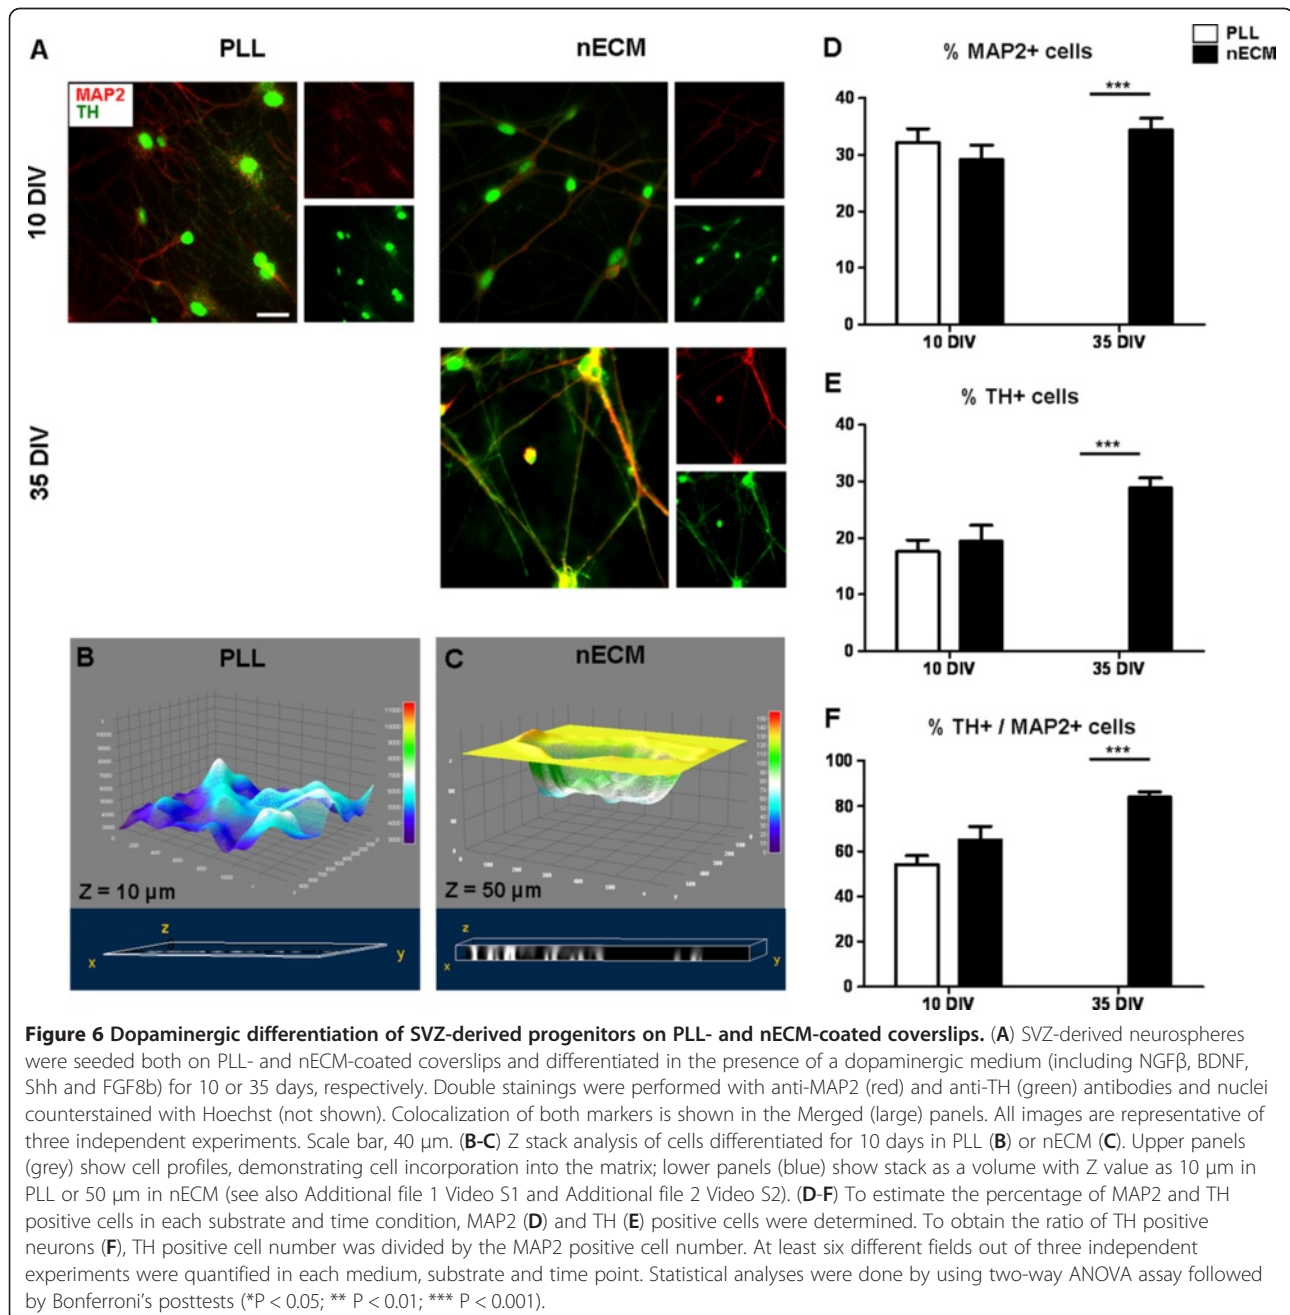 A
PLL
nECM
MAP2
TH
10 DIV
35 DIV
B
PLL
Z = 10 µm
z
x
y
C
nECM
Z = 50 µm
z
x
y
D
% MAP2+ cells
PLL
nECM
***
40
30
20
10
0
10 DIV
35 DIV
E
% TH+ cells
***
40
30
20
10
0
10 DIV
35 DIV
F
% TH+ / MAP2+ cells
***
100
80
60
40
20
0
10 DIV
35 DIV
Figure 6 Dopaminergic differentiation of SVZ-derived progenitors on PLL- and nECM-coated coverslips. (A) SVZ-derived neurospheres
were seeded both on PLL- and nECM-coated coverslips and differentiated in the presence of a dopaminergic medium (including NGFβ, BDNF,
Shh and FGF8b) for 10 or 35 days, respectively. Double stainings were performed with anti-MAP2 (red) and anti-TH (green) antibodies and nuclei
counterstained with Hoechst (not shown). Colocalization of both markers is shown in the Merged (large) panels. All images are representative of
three independent experiments. Scale bar, 40 µm. (B-C) Z stack analysis of cells differentiated for 10 days in PLL (B) or nECM (C). Upper panels
(grey) show cell profiles, demonstrating cell incorporation into the matrix; lower panels (blue) show stack as a volume with Z value as 10 µm in
PLL or 50 µm in nECM (see also Additional file 1 Video S1 and Additional file 2 Video S2). (D-F) To estimate the percentage of MAP2 and TH
positive cells in each substrate and time condition, MAP2 (D) and TH (E) positive cells were determined. To obtain the ratio of TH positive
neurons (F), TH positive cell number was divided by the MAP2 positive cell number. At least six different fields out of three independent
experiments were quantified in each medium, substrate and time point. Statistical analyses were done by using two-way ANOVA assay followed
by Bonferroni's posttests (*P < 0.05; ** P < 0.01; *** P < 0.001).